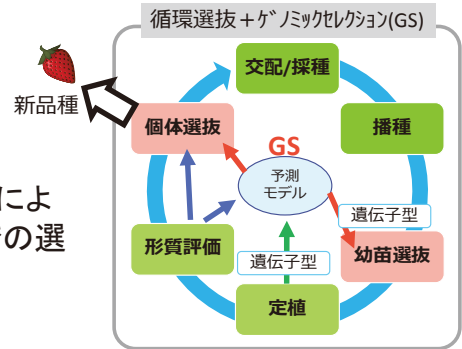 循環選抜＋ｹﾞﾉﾐｯｸセレクション(GS)
交配/採種
新品種
個体選抜
播種
GS
予測
モデル
によ
の選
遺伝子型
形質評価
遺伝子型
幼苗選抜
定植